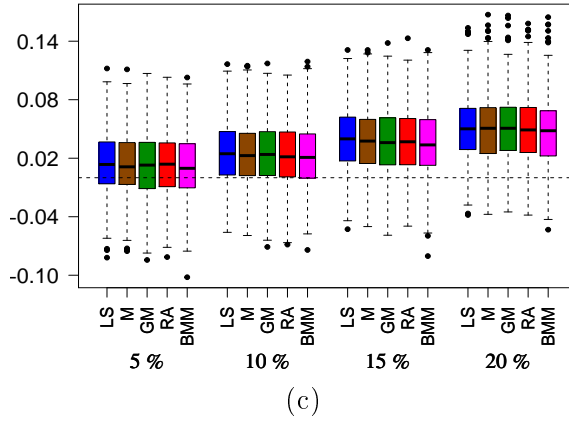 0.14
0.08
0.02
-0.04
-0.10
LS M GM RA BMM LS M GM RA BMM LS M GM RA BMM LS M GM RA BMM
5 % 10 % 15 % 20 %
(c)